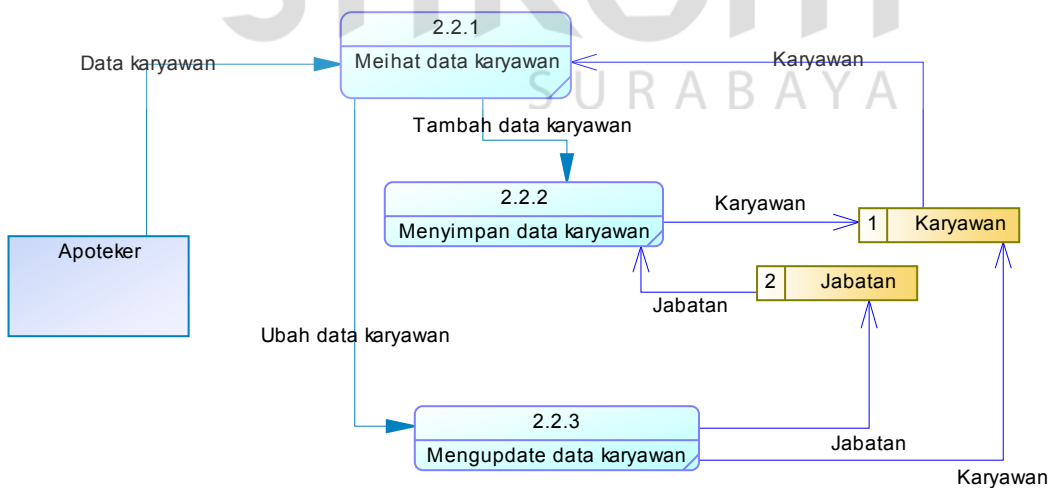 SURABAYA
2.2.1
Meihat data karyawan
Data karyawan
Karyawan
Tambah data karyawan
2.2.2
Menyimpan data karyawan
Karyawan
1 Karyawan
Apoteker
2 Jabatan
Jabatan
Ubah data karyawan
2.2.3
Mengupdate data karyawan
Jabatan
Karyawan